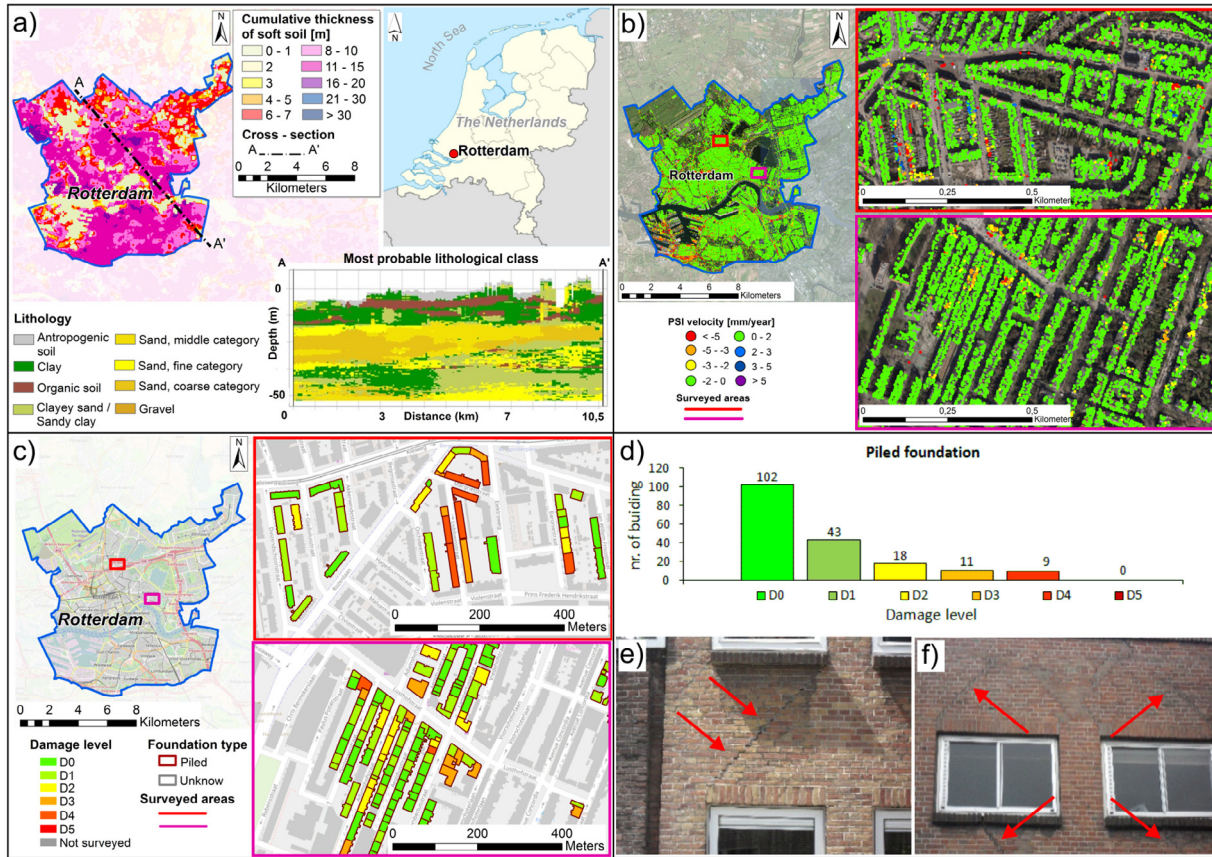 a)
N
Cumulative thickness
of soft soil [m]
0 - 1
2
3
4 - 5
6 - 7
8 - 10
11 - 15
16 - 20
21 - 30
> 30
Cross - section
A
A'
0
2
4
6
8
Kilometers
A
Rotterdam
A'
N
North Sea
The Netherlands
Rotterdam
Lithology
Antropogenic
soil
Clay
Organic soil
Clayey sand /
Sandy clay
Sand, middle category
Sand, fine category
Sand, coarse category
Gravel
A
Most probable lithological class
A'
Depth (m)
0
-50
0
3
Distance (km)
7
10,5
b)
N
Rotterdam
0
2
4
6
8
Kilometers
PSI velocity [mm/year]
< -5
-5 - -3
-3 - -2
-2 - 0
0 - 2
2 - 3
3 - 5
> 5
Surveyed areas
0
0,25
0,5
Kilometers
0
0,25
0,5
Kilometers
c)
N
Rotterdam
0
2
4
6
8
Kilometers
Damage level
D0
D1
D2
D3
D4
D5
Not surveyed
Foundation type
Piled
Unknow
Surveyed areas
Violenstraat
Violenstraat
Prins Frederik Hendrikstraat
0
200
400
Meters
0
200
400
Meters
d)
Piled foundation
nr. of buiding
120
100
80
60
40
20
0
102
43
18
11
9
0
D0
D1
D2
D3
D4
D5
Damage level
e)
f)